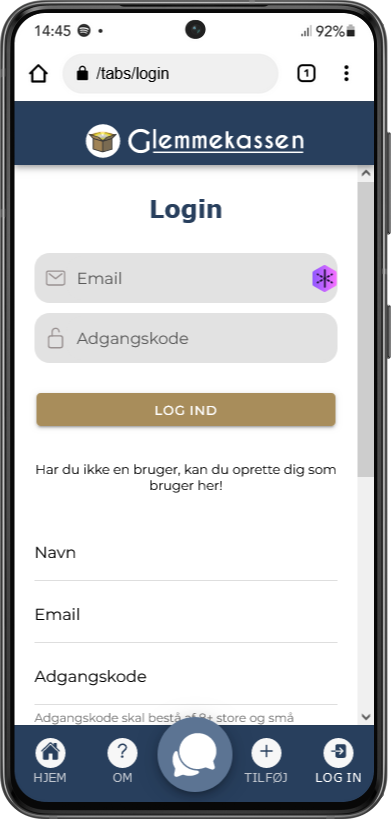 14:45
92%
/tabs/login
1
Glemmekassen
Login
Email
Adgangskode
LOG IND
Har du ikke en bruger, kan du oprette dig som
bruger her!
Navn
Email
Adgangskode
Adgangskode skal bestå af 8+ store og små
HJEM
?
OM
TILFØJ
LOG IN